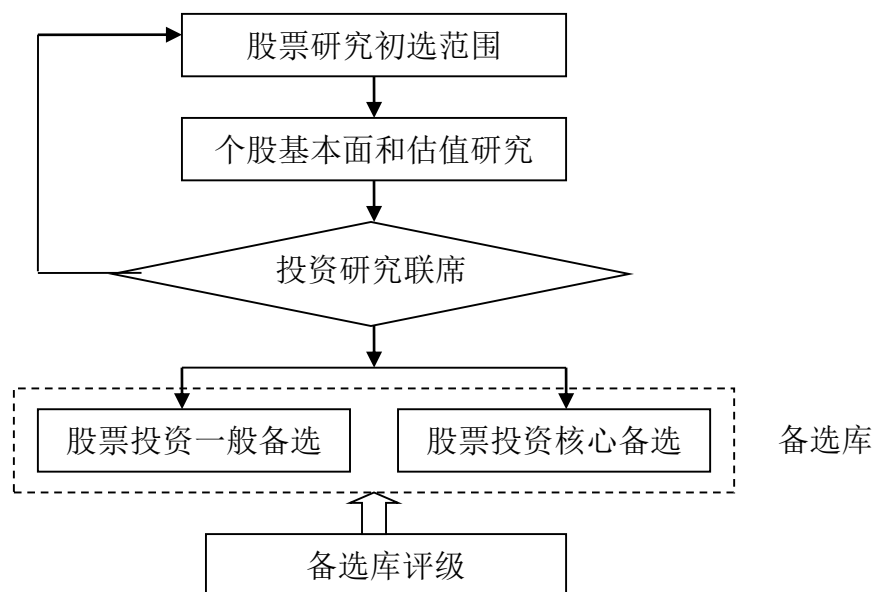 股票研究初选范围
个股基本面和估值研究
投资研究联席
股票投资一般备选
股票投资核心备选
备选库
备选库评级